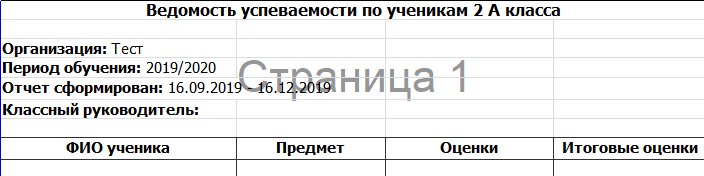 Ведомость успеваемости по ученикам 2 А класса
Организация: Тест
Период обучения: 2019/2020
Страница 1
Отчет сформирован: 16.09.2019 - 16.12.2019
Классный руководитель:
ФИО ученика Предмет Оценки Итоговые оценки